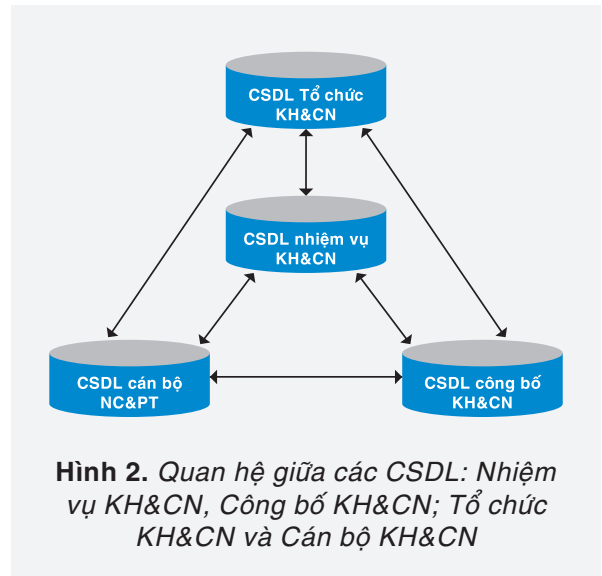 CSDL Tổ chức
KH&CN
CSDL nhiệm vụ
KH&CN
CSDL cán bộ
NC&PT
CSDL công bố
KH&CN
Hình 2. Quan hệ giữa các CSDL: Nhiệm
vụ KH&CN, Công bố KH&CN; Tổ chức
KH&CN và Cán bộ KH&CN